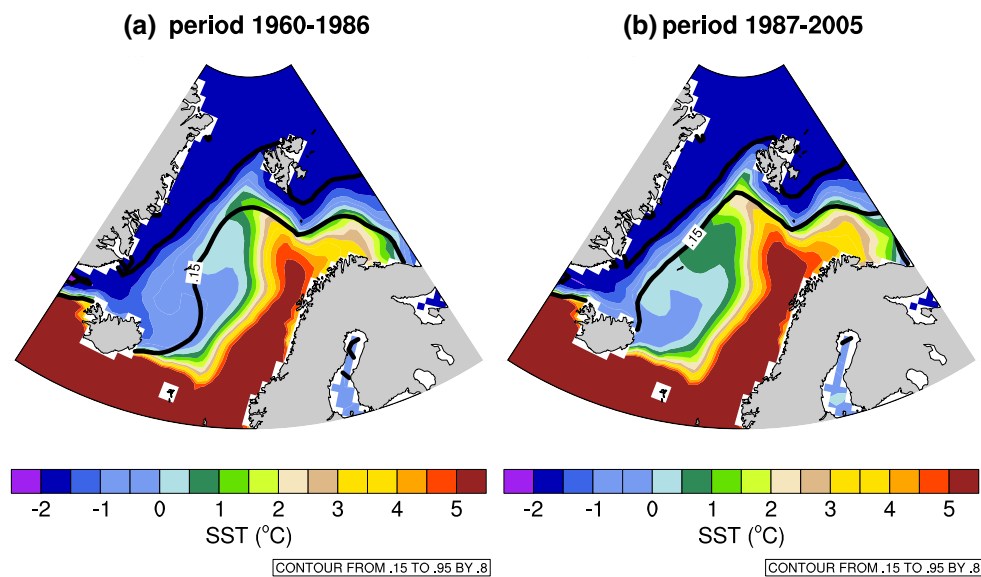 (a) period 1960-1986
(b) period 1987-2005
.15
.15
-2 -1 0 1 2 3 4 5
-2 -1 0 1 2 3 4 5
SST (°C)
SST (°C)
CONTOUR FROM .15 TO .95 BY .8
CONTOUR FROM .15 TO .95 BY .8